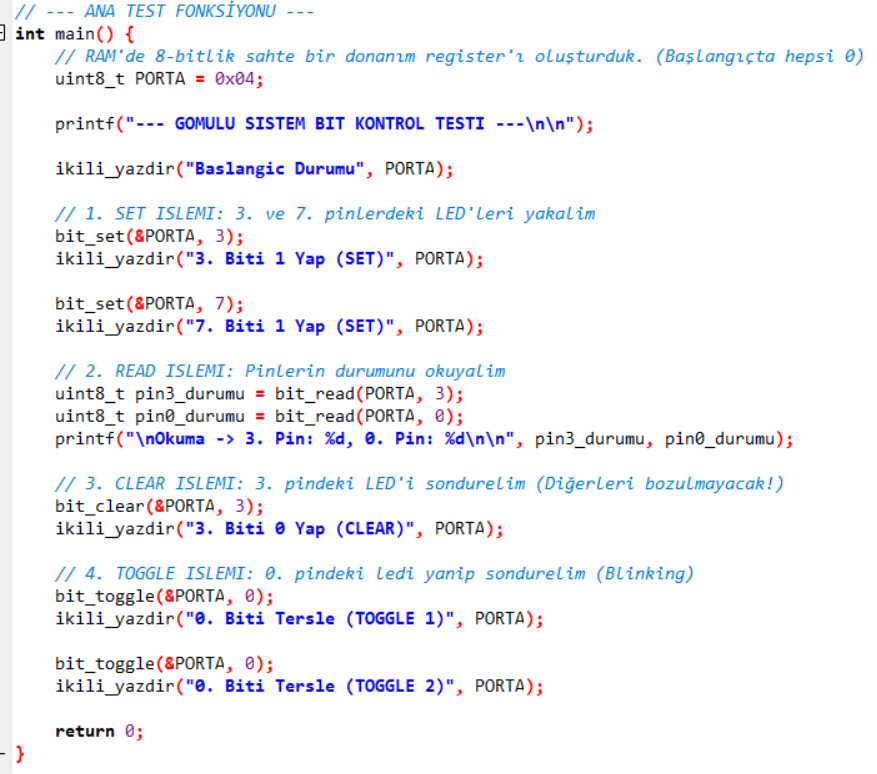 // --- ANA TEST FONKSİYONU ---
int main() {
    // RAM'de 8-bitlik sahte bir donanım register'ı oluşturduk. (Başlangıçta hepsi 0)
    uint8_t PORTA = 0x04;

    printf("--- GOMULU SISTEM BIT KONTROL TESTI ---\n\n");

    ikili_yazdir("Baslangic Durumu", PORTA);

    // 1. SET ISLEMI: 3. ve 7. pinlerdeki LED'leri yakalim
    bit_set(&PORTA, 3);
    ikili_yazdir("3. Biti 1 Yap (SET)", PORTA);

    bit_set(&PORTA, 7);
    ikili_yazdir("7. Biti 1 Yap (SET)", PORTA);

    // 2. READ ISLEMI: Pinlerin durumunu okuyalim
    uint8_t pin3_durumu = bit_read(PORTA, 3);
    uint8_t pin0_durumu = bit_read(PORTA, 0);
    printf("\nOkuma -> 3. Pin: %d, 0. Pin: %d\n\n", pin3_durumu, pin0_durumu);

    // 3. CLEAR ISLEMI: 3. pindeki LED'i sondurelim (Diğerleri bozulmayacak!)
    bit_clear(&PORTA, 3);
    ikili_yazdir("3. Biti 0 Yap (CLEAR)", PORTA);

    // 4. TOGGLE ISLEMI: 0. pindeki ledi yanip sondurelim (Blinking)
    bit_toggle(&PORTA, 0);
    ikili_yazdir("0. Biti Tersle (TOGGLE 1)", PORTA);

    bit_toggle(&PORTA, 0);
    ikili_yazdir("0. Biti Tersle (TOGGLE 2)", PORTA);

    return 0;
}